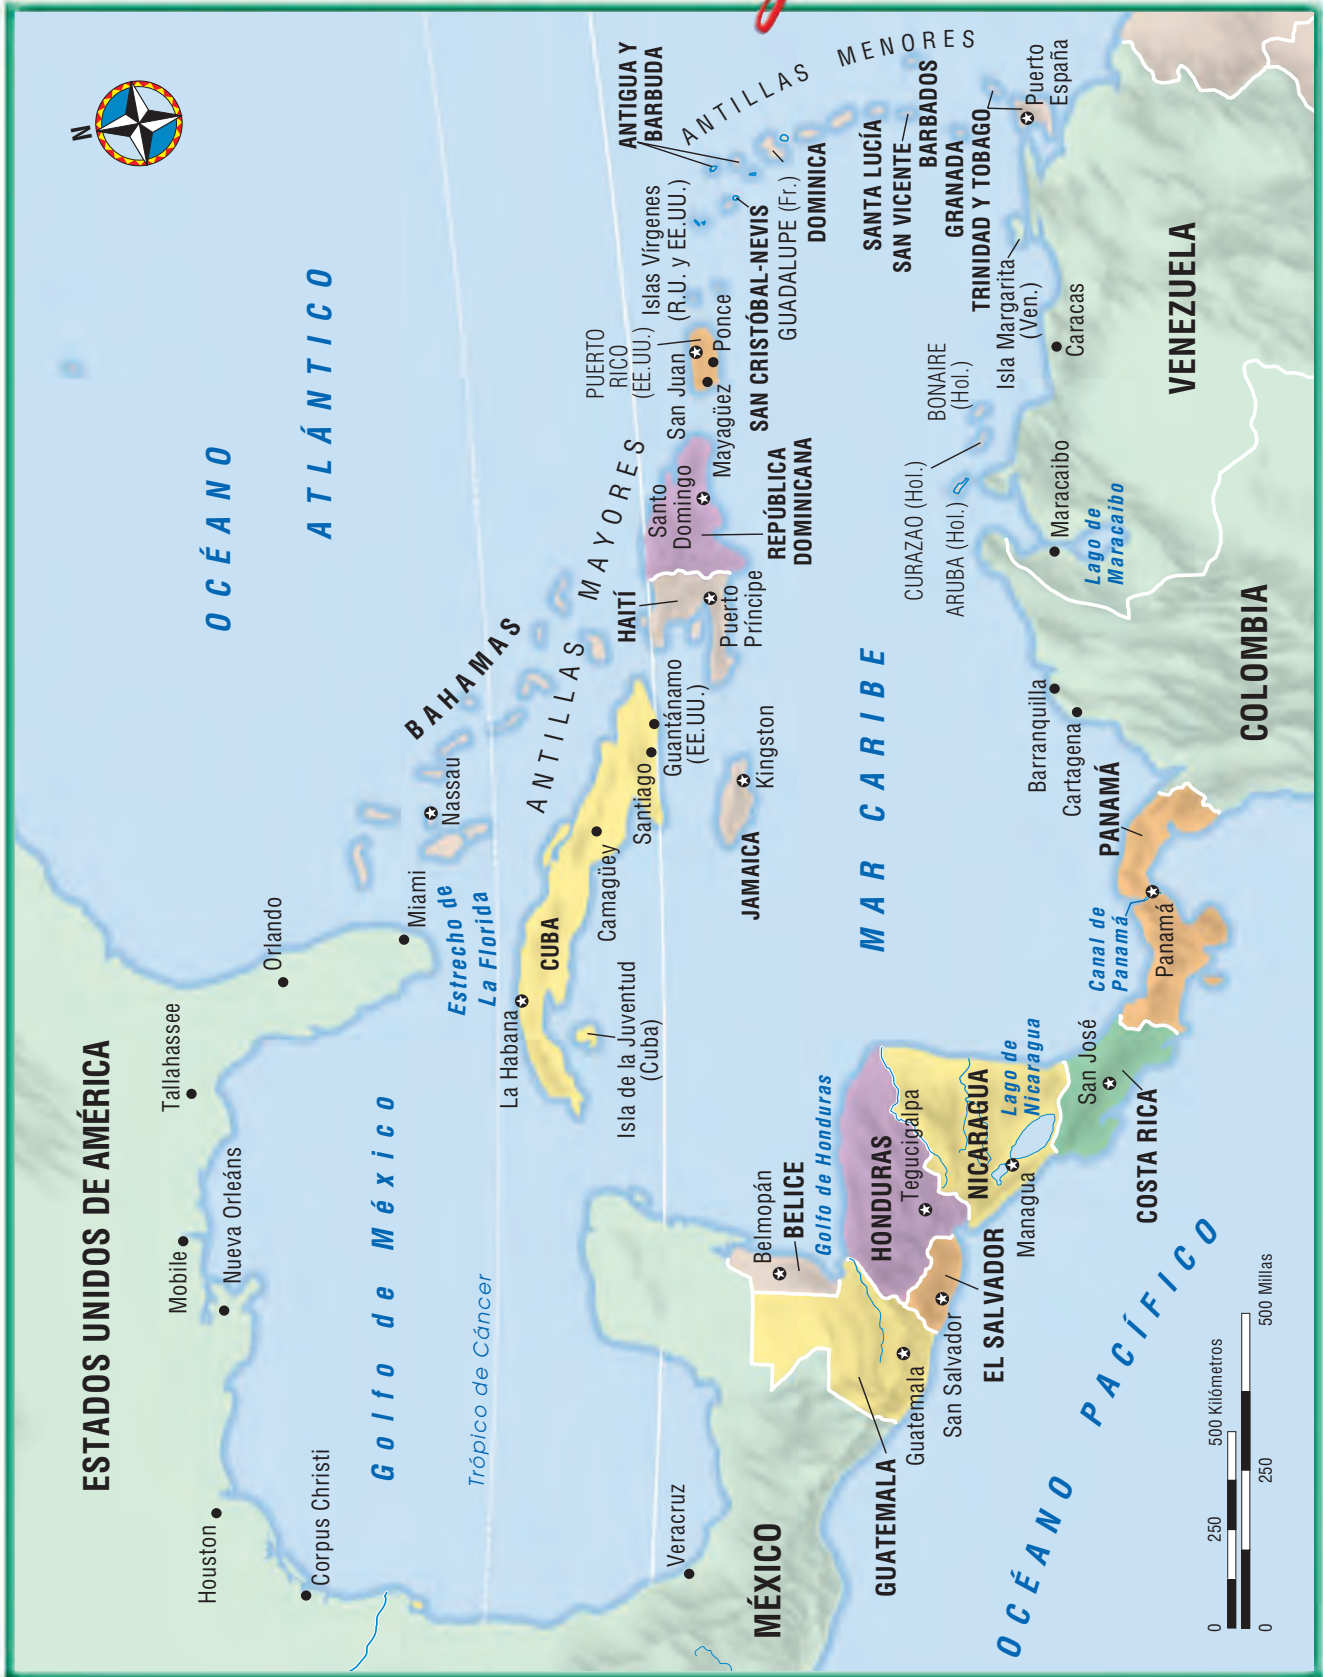 N
ESTADOS UNIDOS DE AMÉRICA
OCÉANO
ATLÁNTICO
Houston
Corpus Christi
Mobile
Nueva Orleáns
Tallahassee
Orlando
Miami
Golfo de México
Trópico de Cáncer
Estrecho de
La Florida
BAHAMAS
Nassau
ANTILLAS MAYORES
La Habana
CUBA
Camagüey
Santiago
Guantánamo
(EE.UU.)
Isla de la Juventud
(Cuba)
JAMAICA
Kingston
HAITÍ
Puerto
Príncipe
Santo
Domingo
REPÚBLICA
DOMINICANA
PUERTO
RICO
(EE.UU.)
San Juan
Mayagüez
Ponce
Islas Vírgenes
(R.U. y EE.UU.)
ANTIGUA Y
BARBUDA
ANTILLAS MENORES
SAN CRISTÓBAL-NEVIS
GUADALUPE (Fr.)
DOMINICA
SANTA LUCÍA
SAN VICENTE
BARBADOS
GRANADA
TRINIDAD Y TOBAGO
Puerto
España
Isla Margarita
(Ven.)
BONAIRE
(Hol.)
CURAZAO (Hol.)
ARUBA (Hol.)
MAR CARIBE
Veracruz
MÉXICO
Belmopán
BELICE
Golfo de Honduras
GUATEMALA
Guatemala
HONDURAS
Tegucigalpa
San Salvador
EL SALVADOR
NICARAGUA
Managua
Lago de
Nicaragua
San José
COSTA RICA
Canal de
Panamá
Panamá
PANAMÁ
Barranquilla
Cartagena
COLOMBIA
Maracaibo
Lago de
Maracaibo
Caracas
VENEZUELA
OCÉANO PACÍFICO
0 250 500 Kilómetros
0 250 500 Millas